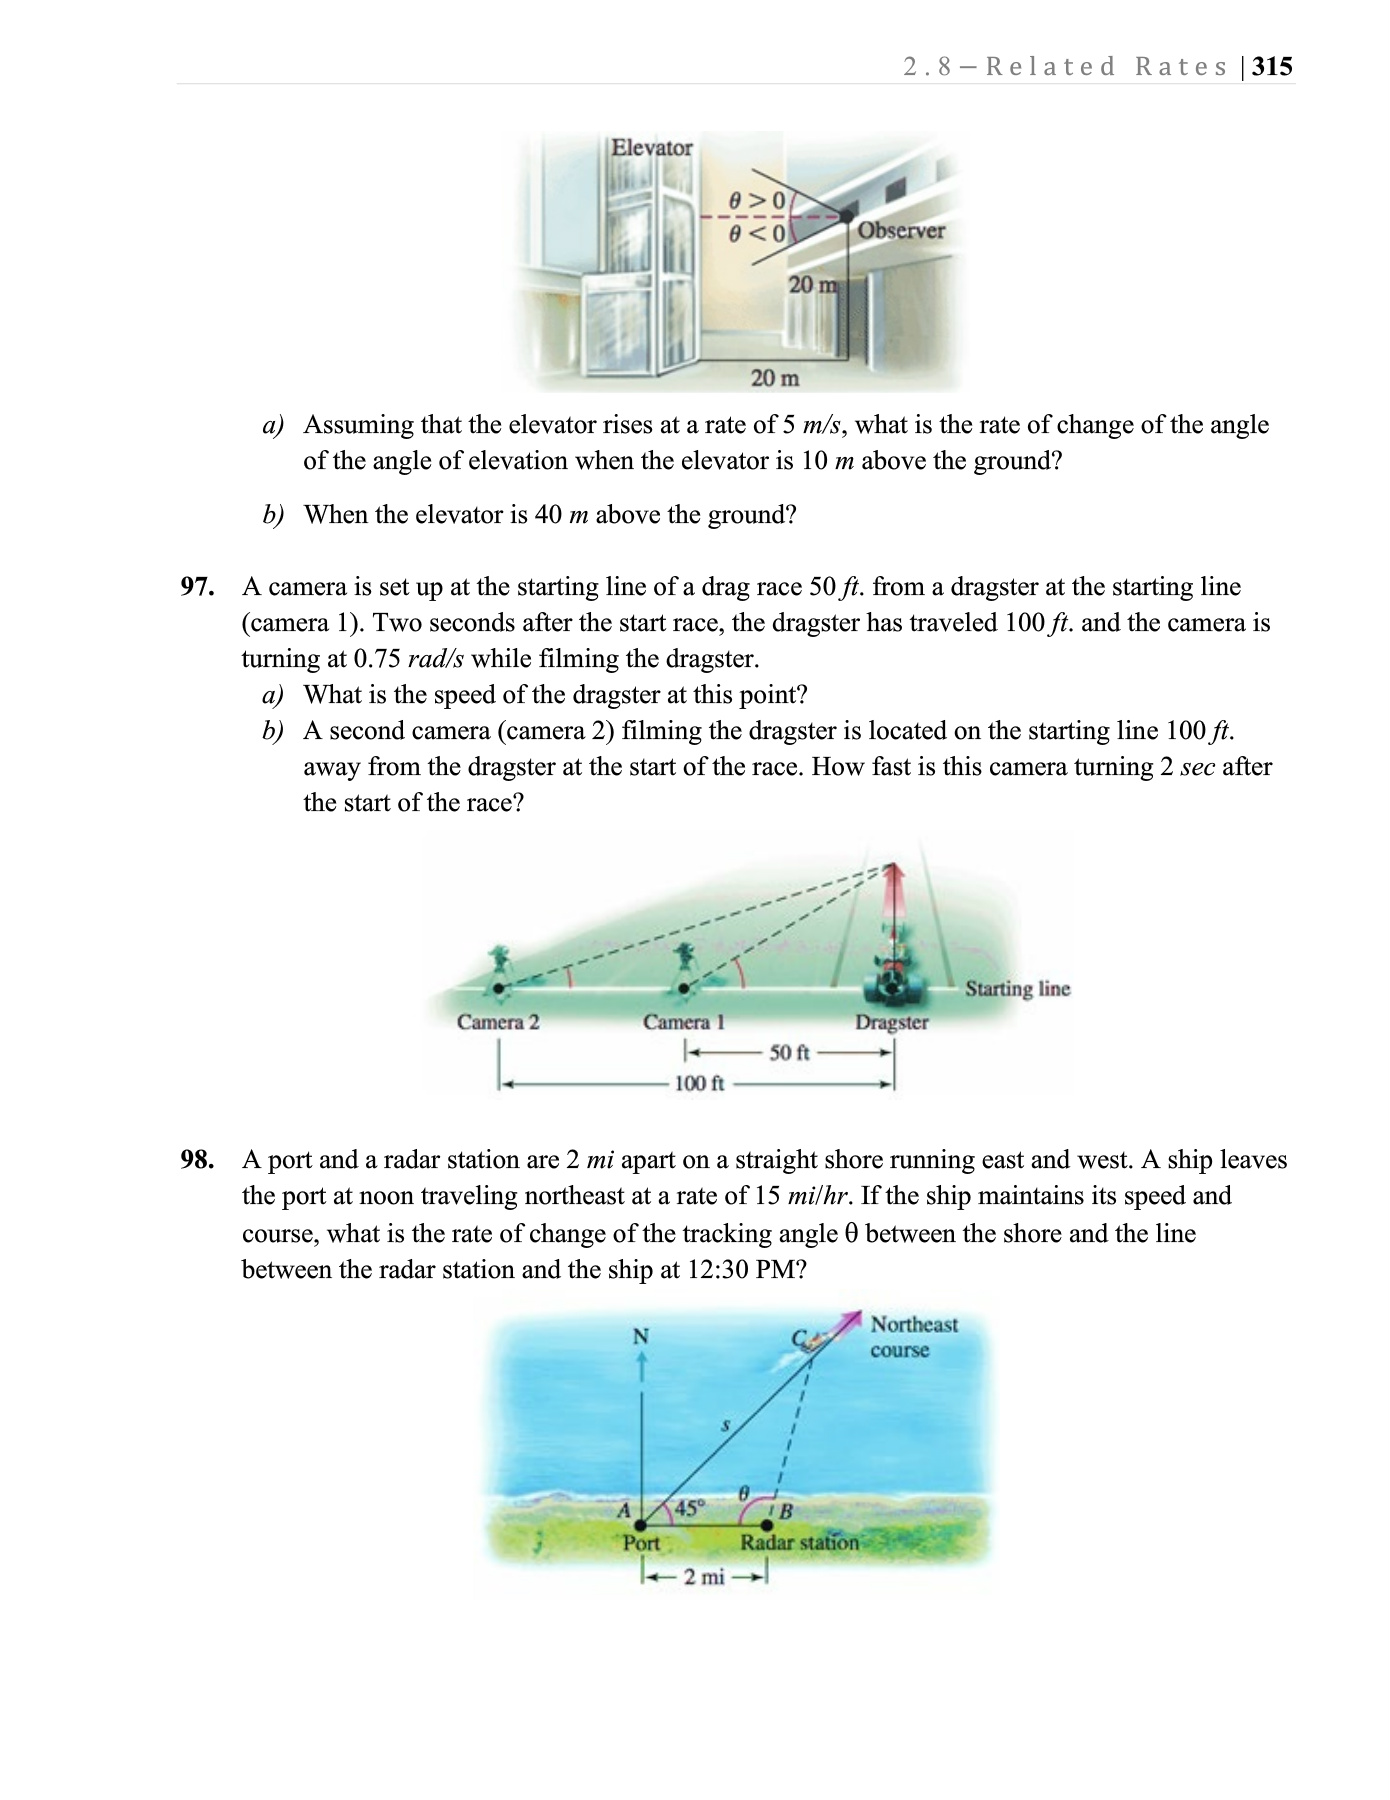 2.8 – Related Rates | 315
Elevator
θ > 0
θ < 0
Observer
20 m
20 m
a) Assuming that the elevator rises at a rate of 5 m/s, what is the rate of change of the angle
of the angle of elevation when the elevator is 10 m above the ground?
b) When the elevator is 40 m above the ground?
97. A camera is set up at the starting line of a drag race 50 ft. from a dragster at the starting line
(camera 1). Two seconds after the start race, the dragster has traveled 100 ft. and the camera is
turning at 0.75 rad/s while filming the dragster.
a) What is the speed of the dragster at this point?
b) A second camera (camera 2) filming the dragster is located on the starting line 100 ft.
away from the dragster at the start of the race. How fast is this camera turning 2 sec after
the start of the race?
Starting line
Camera 2 Camera 1 Dragster
50 ft
100 ft
98. A port and a radar station are 2 mi apart on a straight shore running east and west. A ship leaves
the port at noon traveling northeast at a rate of 15 mi/hr. If the ship maintains its speed and
course, what is the rate of change of the tracking angle θ between the shore and the line
between the radar station and the ship at 12:30 PM?
N C Northeast
course
s
θ
A 45° B
Port Radar station
2 mi